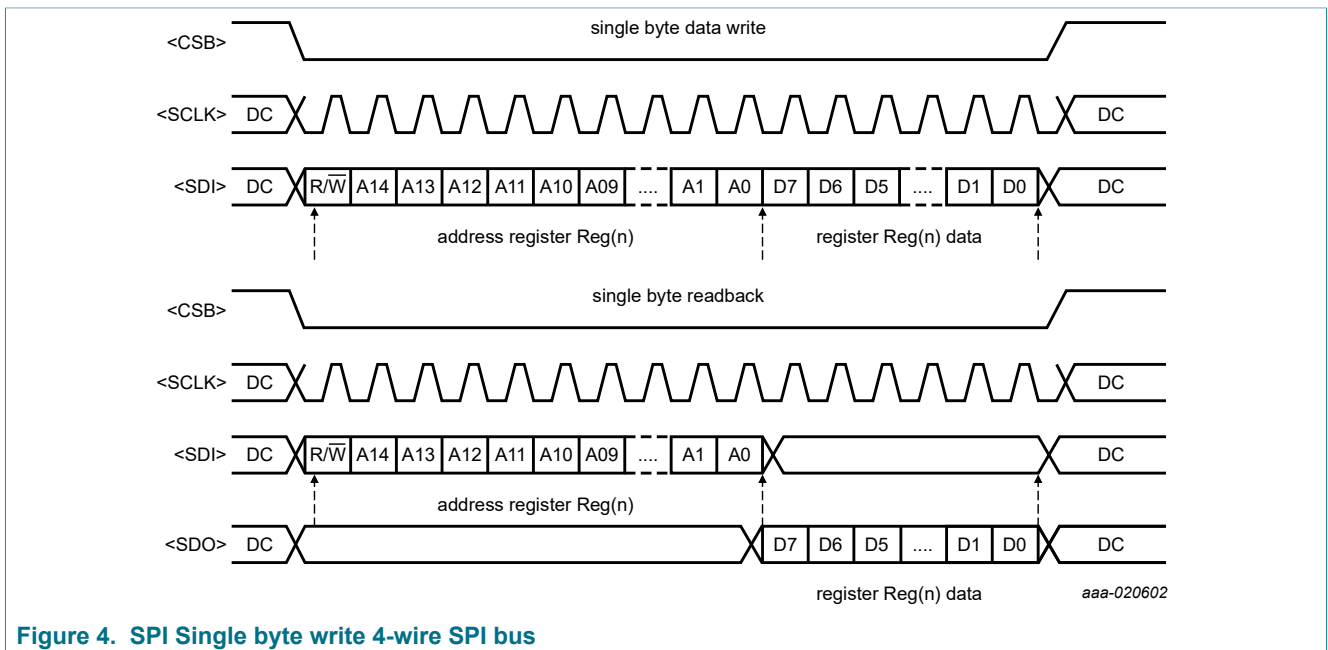 <CSB> single byte data write
<SCLK> DC DC
<SDI> DC R/W̅ A14 A13 A12 A11 A10 A09 .... A1 A0 D7 D6 D5 .... D1 D0 DC
address register Reg(n) register Reg(n) data
<CSB> single byte readback
<SCLK> DC DC
<SDI> DC R/W̅ A14 A13 A12 A11 A10 A09 .... A1 A0 DC
address register Reg(n)
<SDO> DC D7 D6 D5 .... D1 D0 DC
register Reg(n) data aaa-020602
Figure 4. SPI Single byte write 4-wire SPI bus